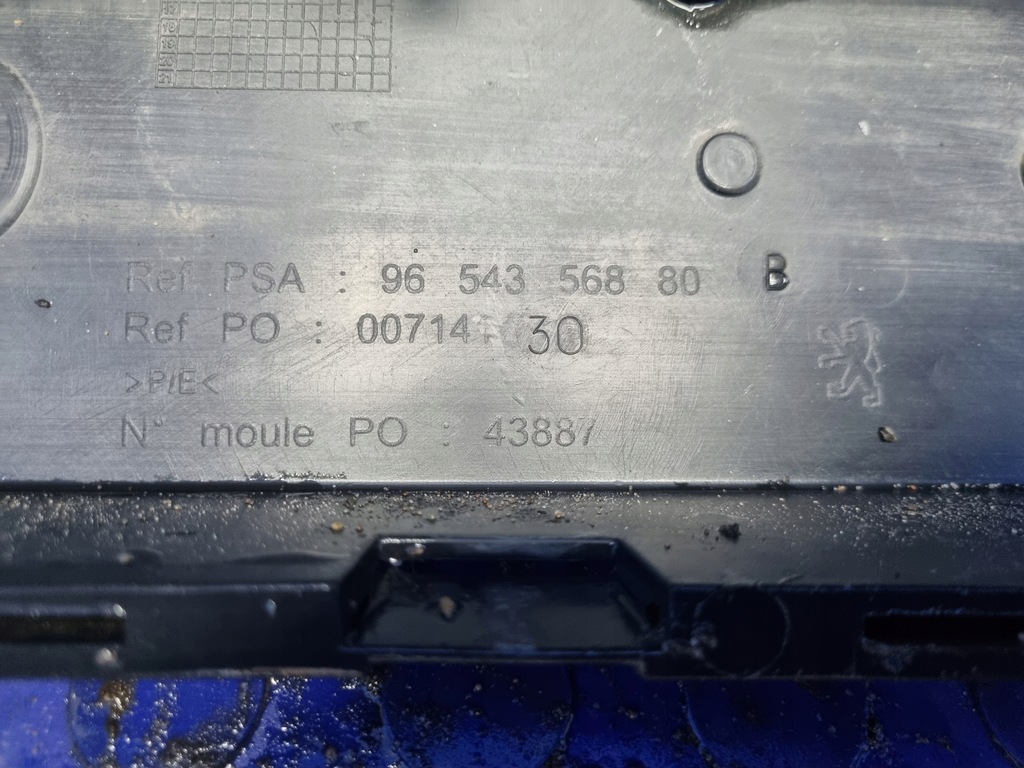 Ref PSA : 96 543 568 80 B
Ref PO : 00714 30
>P/E<
N° moule PO : 43887